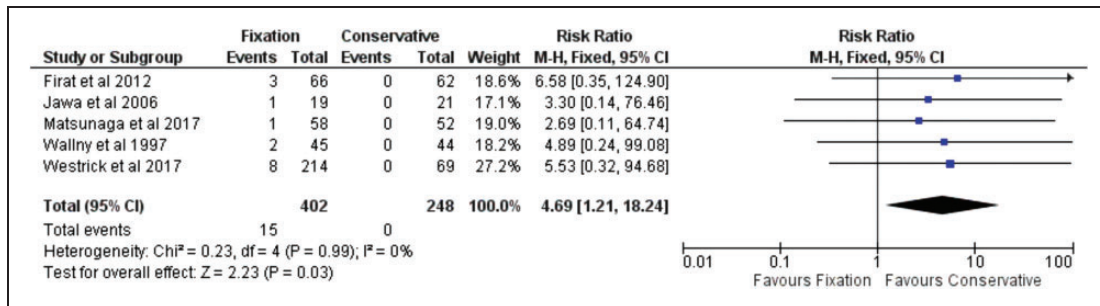 Fixation Conservative Risk Ratio Risk Ratio
Study or Subgroup Events Total Events Total Weight M-H, Fixed, 95% CI M-H, Fixed, 95% CI
Firat et al 2012 3 66 0 62 18.6% 6.58 [0.35, 124.90]
Jawa et al 2006 1 19 0 21 17.1% 3.30 [0.14, 76.46]
Matsunaga et al 2017 1 58 0 52 19.0% 2.69 [0.11, 64.74]
Wallny et al 1997 2 45 0 44 18.2% 4.89 [0.24, 99.08]
Westrick et al 2017 8 214 0 69 27.2% 5.53 [0.32, 94.68]
Total (95% CI) 402 248 100.0% 4.69 [1.21, 18.24]
Total events 15 0
Heterogeneity: Chi² = 0.23, df = 4 (P = 0.99); I² = 0%
Test for overall effect: Z = 2.23 (P = 0.03)
0.01 0.1 1 10 100
Favours Fixation Favours Conservative